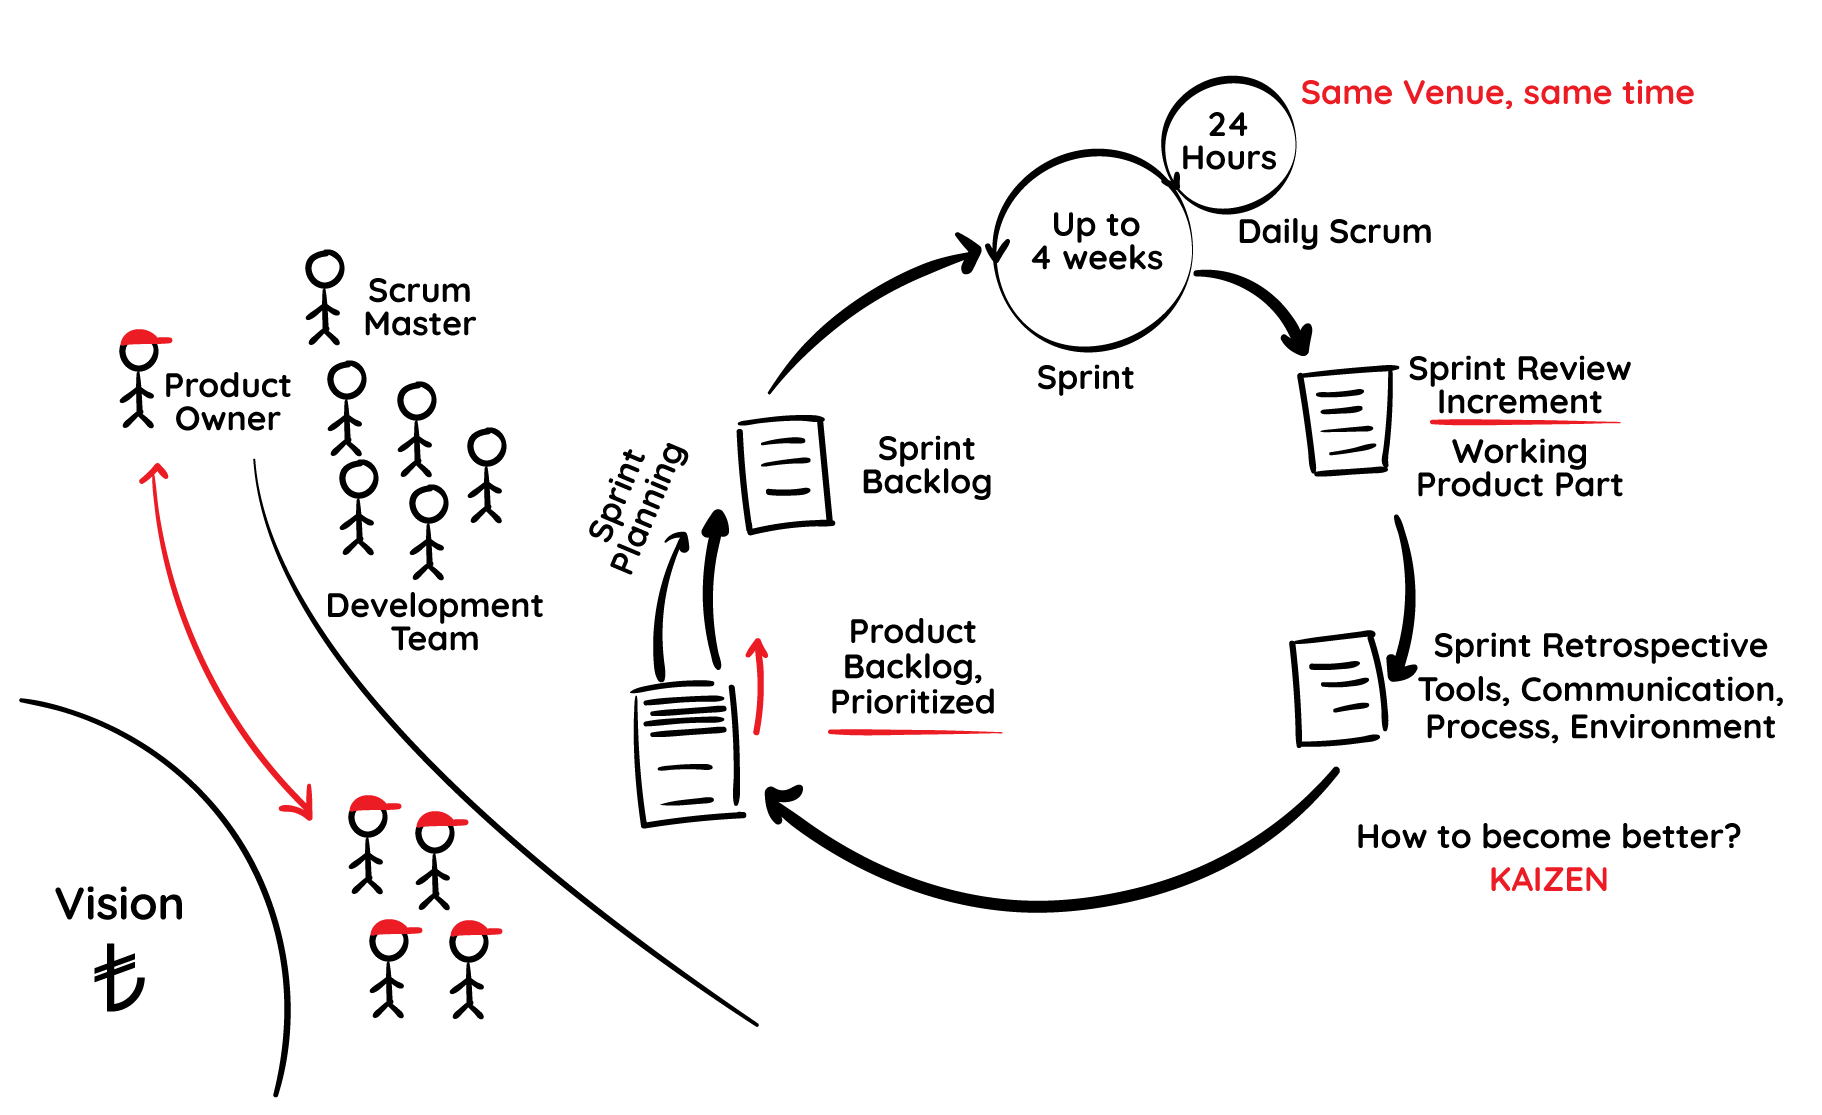 Same Venue, same time
24
Hours
Daily Scrum
Up to
4 weeks
Sprint
Scrum
Master
Product
Owner
Development
Team
Sprint
Planning
Sprint
Backlog
Product
Backlog,
Prioritized
Sprint Review
Increment
Working
Product Part
Sprint Retrospective
Tools, Communication,
Process, Environment
How to become better?
KAIZEN
Vision
₺